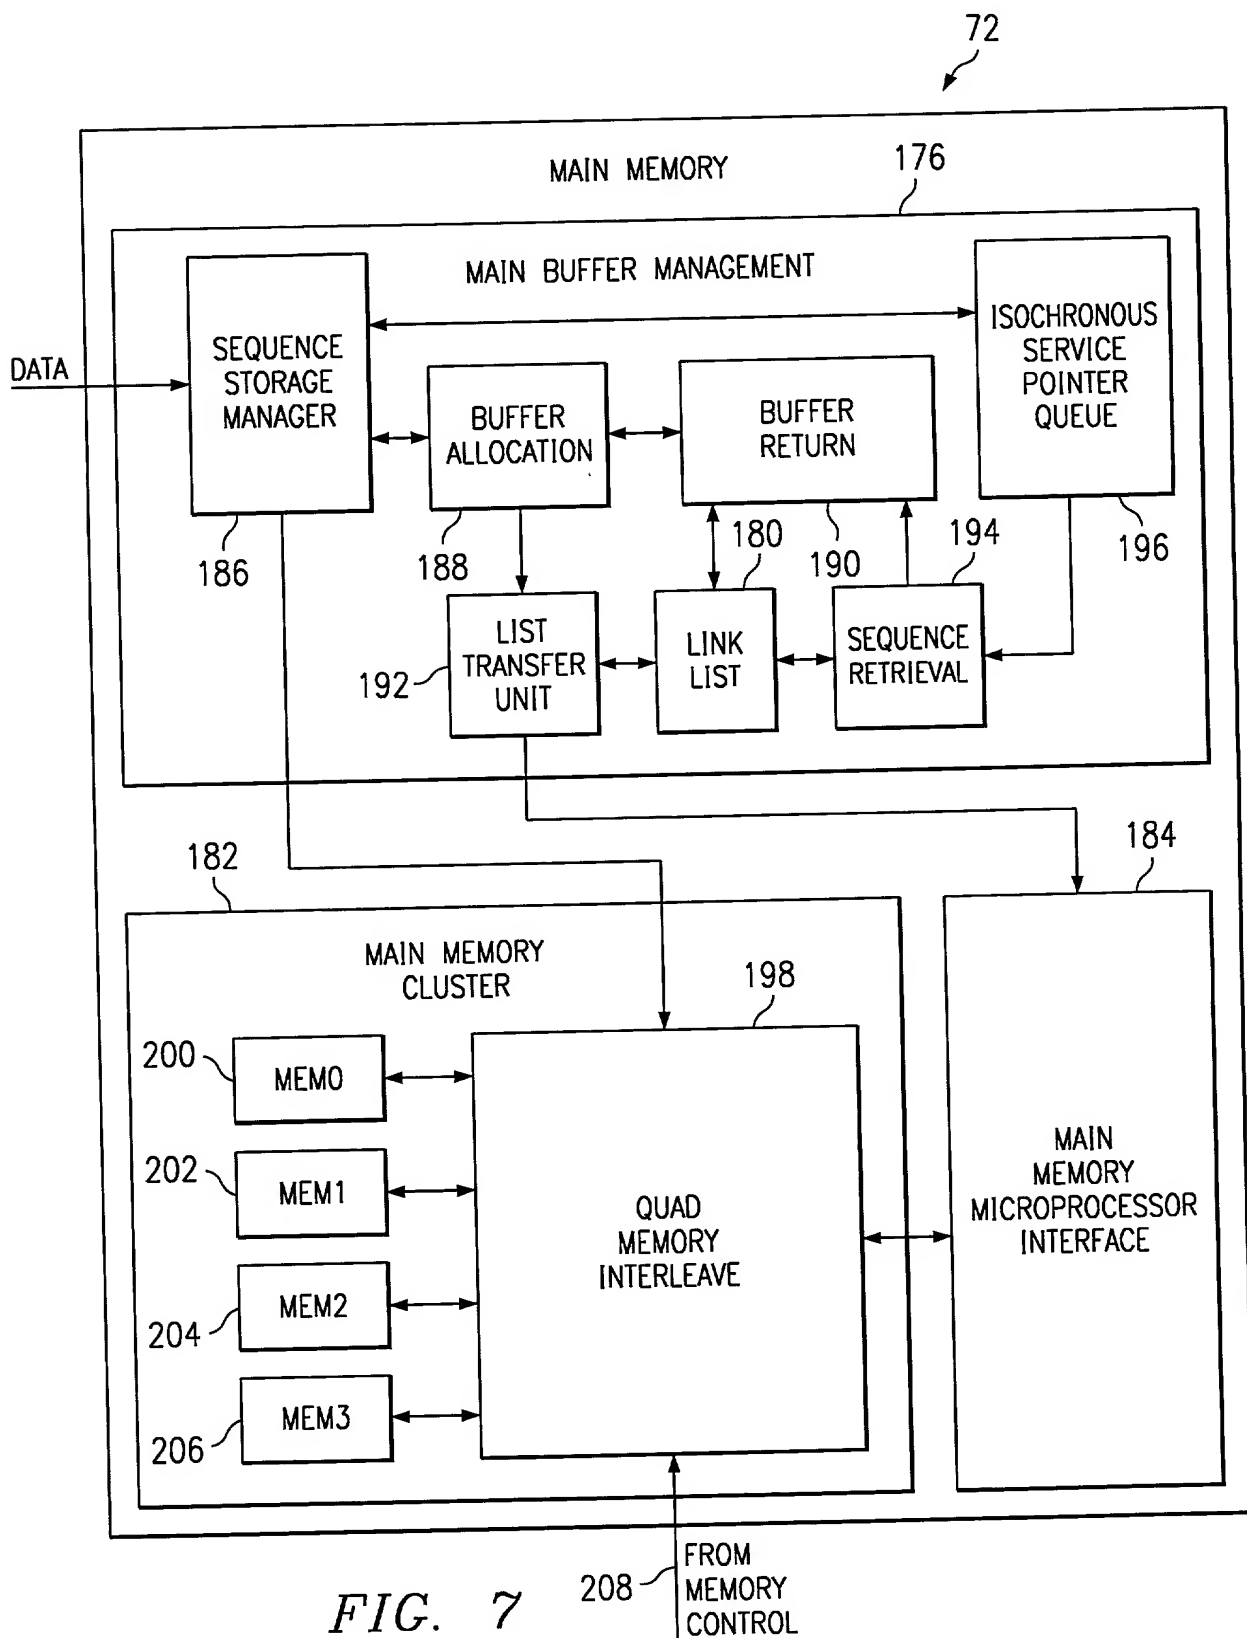 72
MAIN MEMORY
176
MAIN BUFFER MANAGEMENT
SEQUENCE
STORAGE
MANAGER
ISOCHRONOUS
SERVICE
POINTER
QUEUE
DATA
BUFFER
ALLOCATION
BUFFER
RETURN
186
188
180
190
194
196
LIST
TRANSFER
UNIT
192
LINK
LIST
SEQUENCE
RETRIEVAL
182
184
MAIN MEMORY
CLUSTER
198
200
MEM0
202
MEM1
204
MEM2
206
MEM3
QUAD
MEMORY
INTERLEAVE
MAIN
MEMORY
MICROPROCESSOR
INTERFACE
208
FROM
MEMORY
CONTROL
FIG. 7